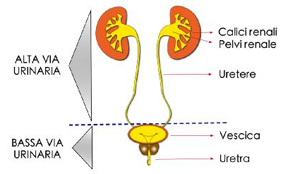 ALTA VIA
URINARIA
Calici renali
Pelvi renale
Uretere
BASSA VIA
URINARIA
Vescica
Uretra